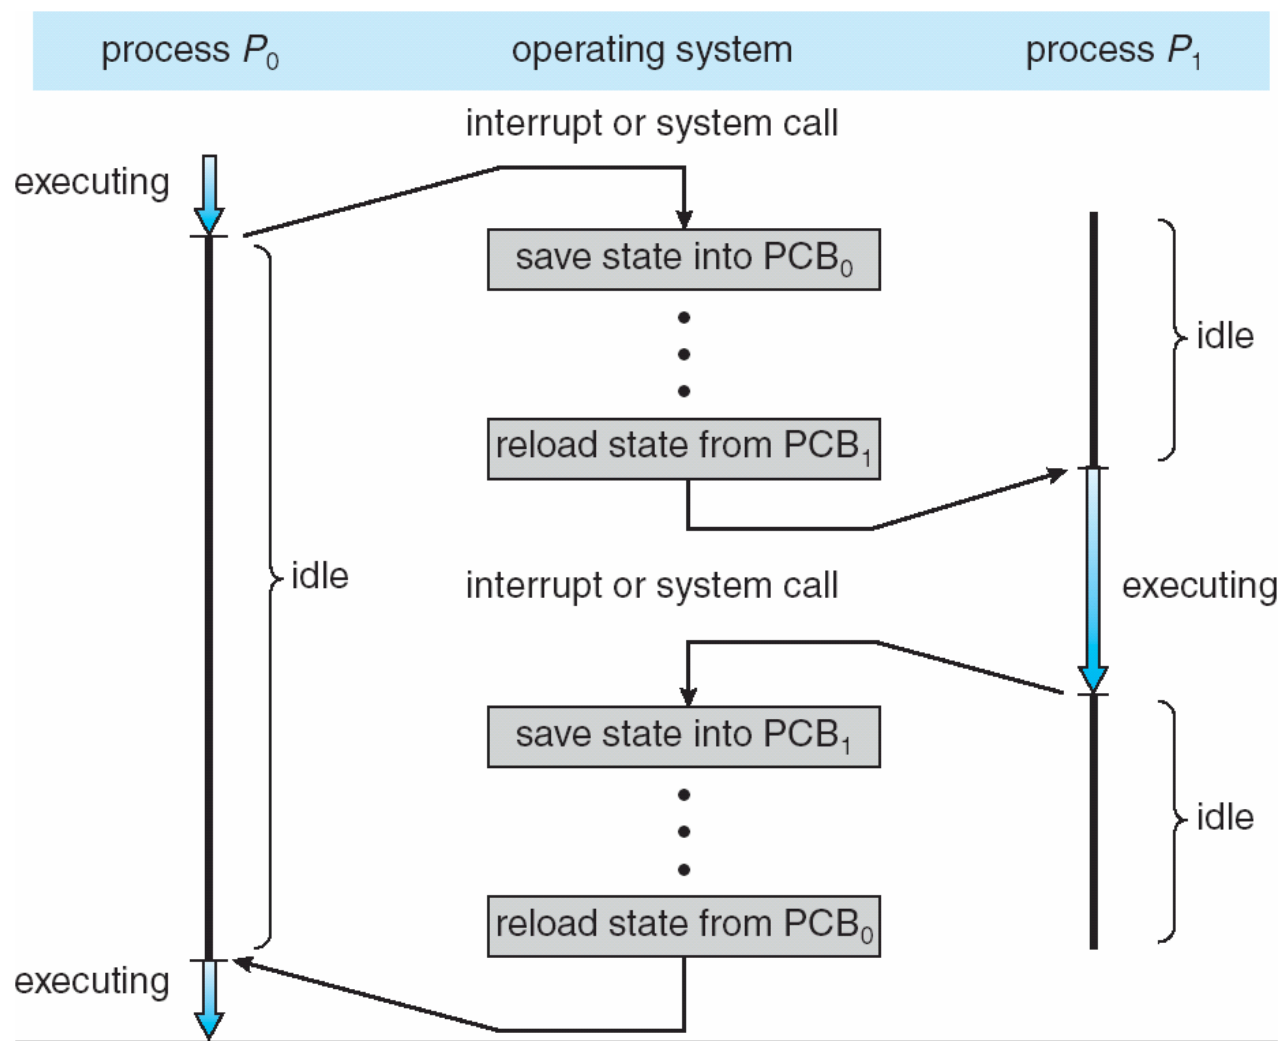 process P₀ operating system process P₁
interrupt or system call
executing
save state into PCB₀
idle
reload state from PCB₁
idle
interrupt or system call
executing
save state into PCB₁
idle
reload state from PCB₀
executing